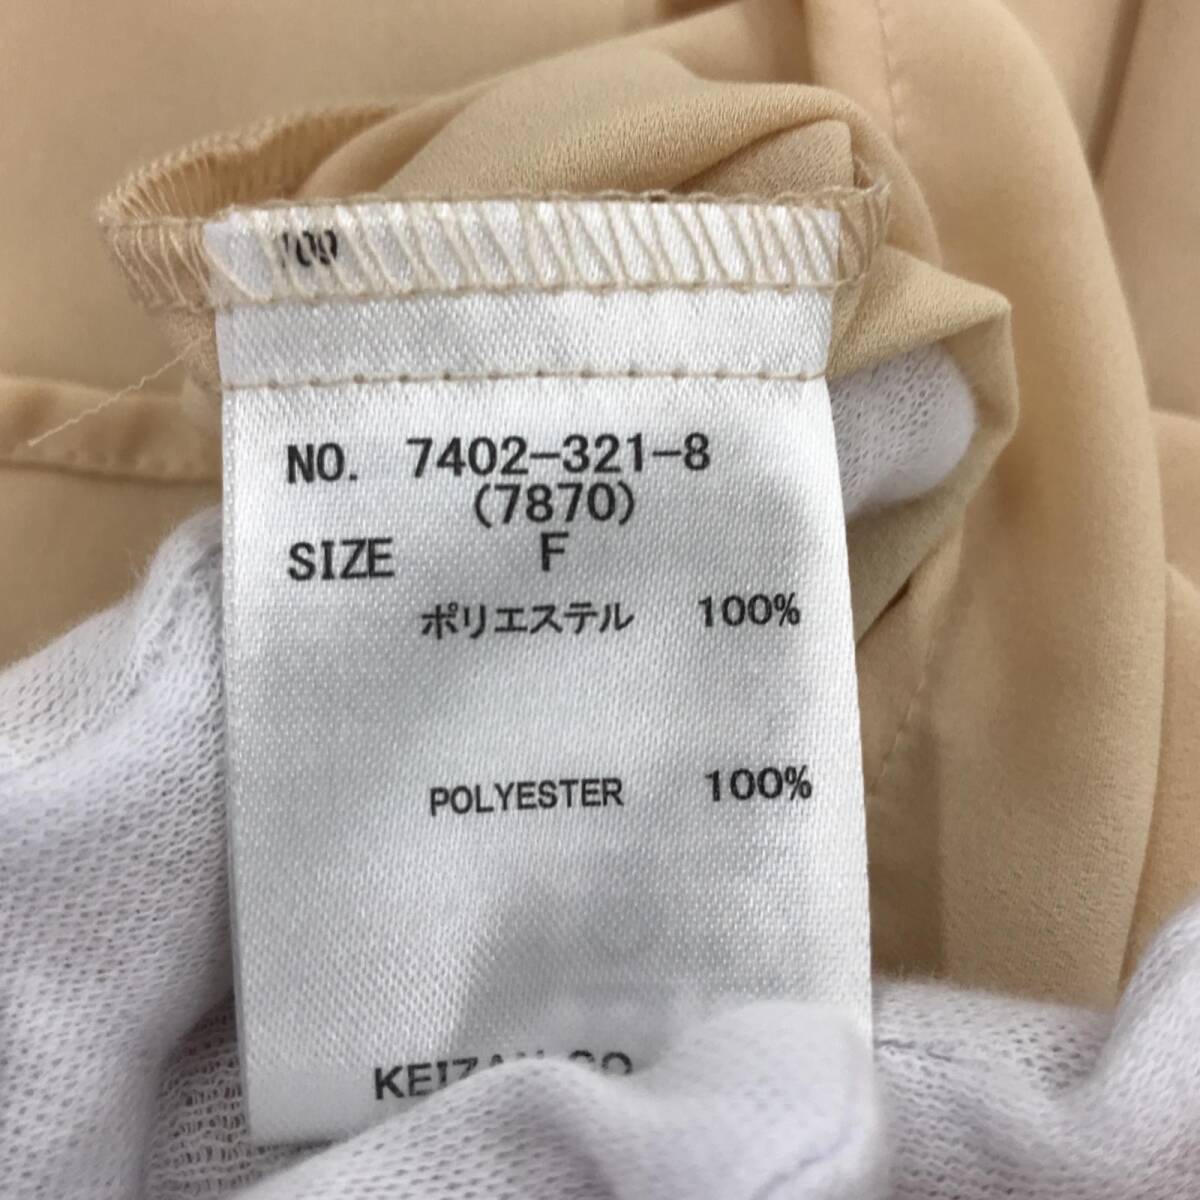 NO. 7402-321-8
(7870)
SIZE F
ポリエステル 100%
POLYESTER 100%